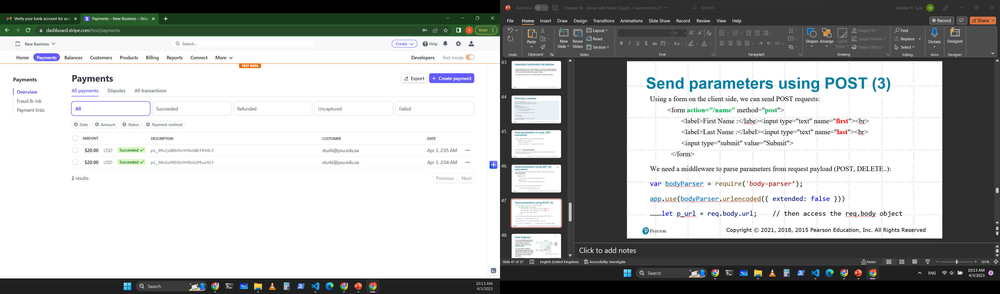 Verify your bank account for acct
Payments – New Business – Stripe
dashboard.stripe.com/test/payments
Error
New Business
Search...
Create
Help
Home
Payments
Balances
Customers
Products
Billing
Reports
Connect
More
Developers
Test mode
TEST DATA
Payments
Overview
Fraud & risk
Payment links
Payments
Export
Create payment
All payments
Disputes
All transactions
All
Succeeded
Refunded
Uncaptured
Failed
Date
Amount
Status
Payment method
AMOUNT DESCRIPTION CUSTOMER DATE
$20.00 USD Succeeded pi_3MsZyDB5VSrhYNzG0CFR1MLI sturki@psu.edu.sa Apr 3, 2:05 AM
$20.00 USD Succeeded pi_3MsZwfB5VSrhYNzG1PEws9iJ sturki@psu.edu.sa Apr 3, 2:04 AM
2 results
Previous
Next
Search
10:13 AM
4/3/2023
AutoSave Off
Chapter 06 - Server side Node V3.pptx • Saved to this PC
Search
Skander R. Turki SR
File Home Insert Draw Design Transitions Animations Slide Show Record Review View Help
Record
Share
Paste
New Slide
Reuse Slides
Layout
Reset
Section
14
Shapes
Arrange
Quick Styles
Shape Fill
Shape Outline
Shape Effects
Find
Replace
Select
Dictate
Designer
Undo Clipboard Slides Font Paragraph Drawing Editing Voice Designer
43
Separating Functionality into Modules
44
Defining a module
45
Send parameters in route: GET
(route params)
46
Send parameters using GET (2)
(query params)
47
Send parameters using POST (3)
48
View Engines
Send parameters using POST (3)
Using a form on the client side, we can send POST requests:
<form action="/name" method="post">
<label>First Name :</labe><input type="text" name="first"><br>
<label>Last Name :</label><input type="text" name="last"><br>
<input type="submit" value="Submit">
</form>
We need a middleware to parse parameters from request payload (POST, DELETE..):
var bodyParser = require('body-parser’);
app.use(bodyParser.urlencoded({ extended: false }))
………let p_url = req.body.url; // then access the req.body object
Pearson
Copyright © 2021, 2018, 2015 Pearson Education, Inc. All Rights Reserved
Click to add notes
Slide 47 of 57
English (United Kingdom)
Accessibility: Investigate
Notes
101%
Search
ENG
10:13 AM
4/3/2023
2